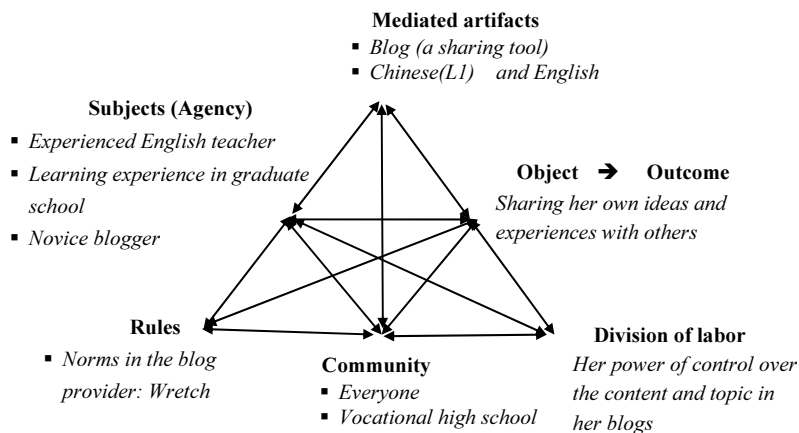 Mediated artifacts
▪ Blog (a sharing tool)
▪ Chinese(L1) and English
Subjects (Agency)
▪ Experienced English teacher
▪ Learning experience in graduate
school
▪ Novice blogger
Object ➔ Outcome
Sharing her own ideas and
experiences with others
Rules
▪ Norms in the blog
provider: Wretch
Community
▪ Everyone
▪ Vocational high school
Division of labor
Her power of control over
the content and topic in
her blogs